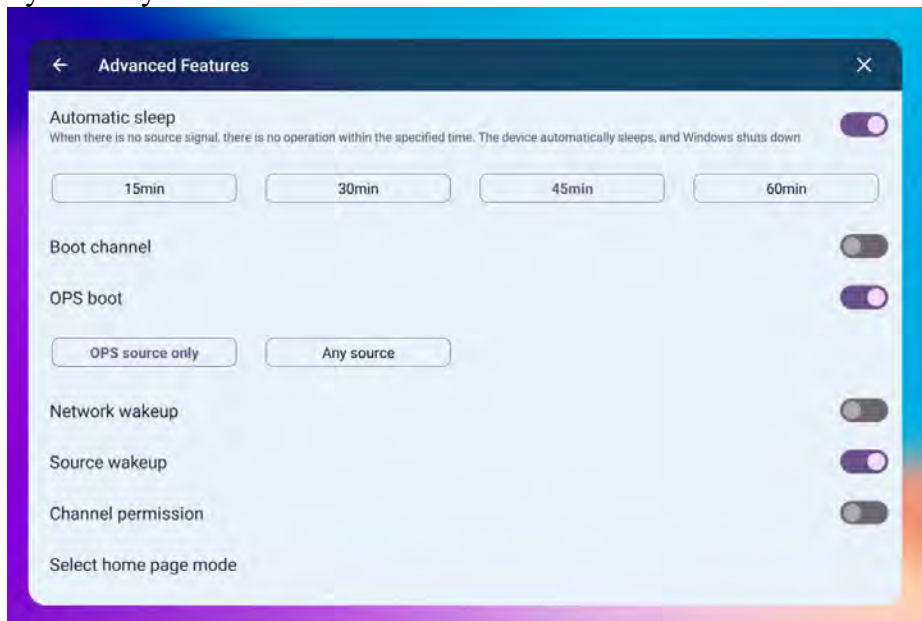 Advanced Features
Automatic sleep
When there is no source signal, there is no operation within the specified time. The device automatically sleeps, and Windows shuts down
15min 30min 45min 60min
Boot channel
OPS boot
OPS source only Any source
Network wakeup
Source wakeup
Channel permission
Select home page mode